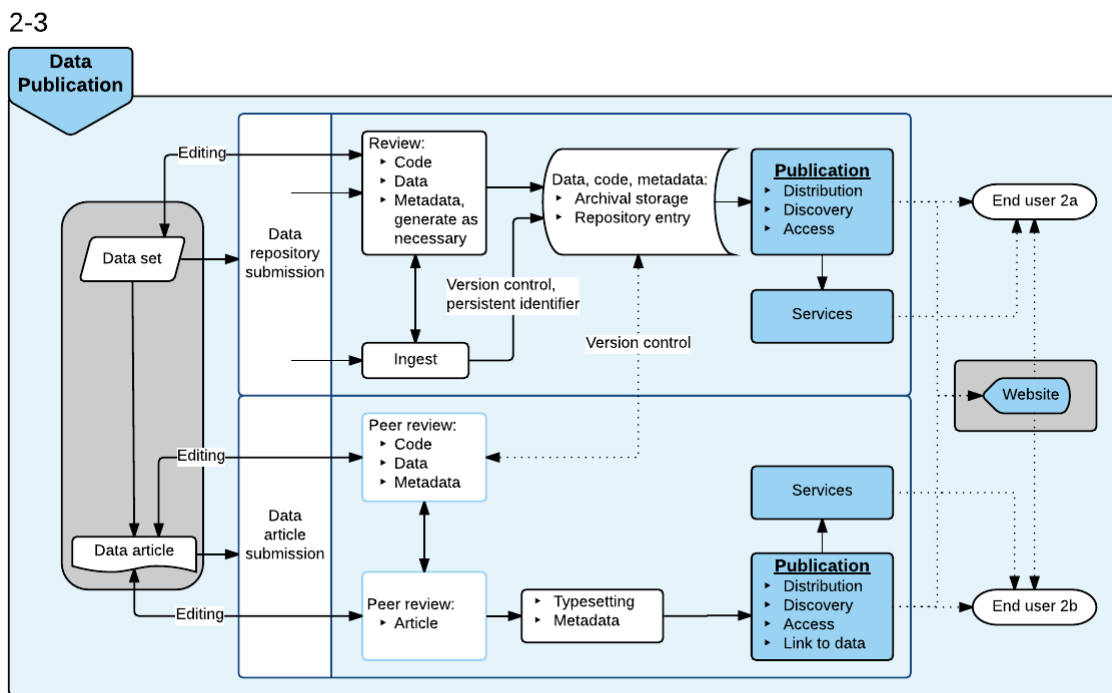 2-3
Data
Publication
Editing
Review:
‣ Code
‣ Data
‣ Metadata,
generate as
necessary
Data, code, metadata:
‣ Archival storage
‣ Repository entry
Publication
‣ Distribution
‣ Discovery
‣ Access
End user 2a
Data set
Data
repository
submission
Version control,
persistent identifier
Services
Version control
Ingest
Website
Peer review:
‣ Code
‣ Data
‣ Metadata
Editing
Services
Data
article
submission
Data article
Publication
‣ Distribution
‣ Discovery
‣ Access
‣ Link to data
Editing
Peer review:
‣ Article
‣ Typesetting
‣ Metadata
End user 2b